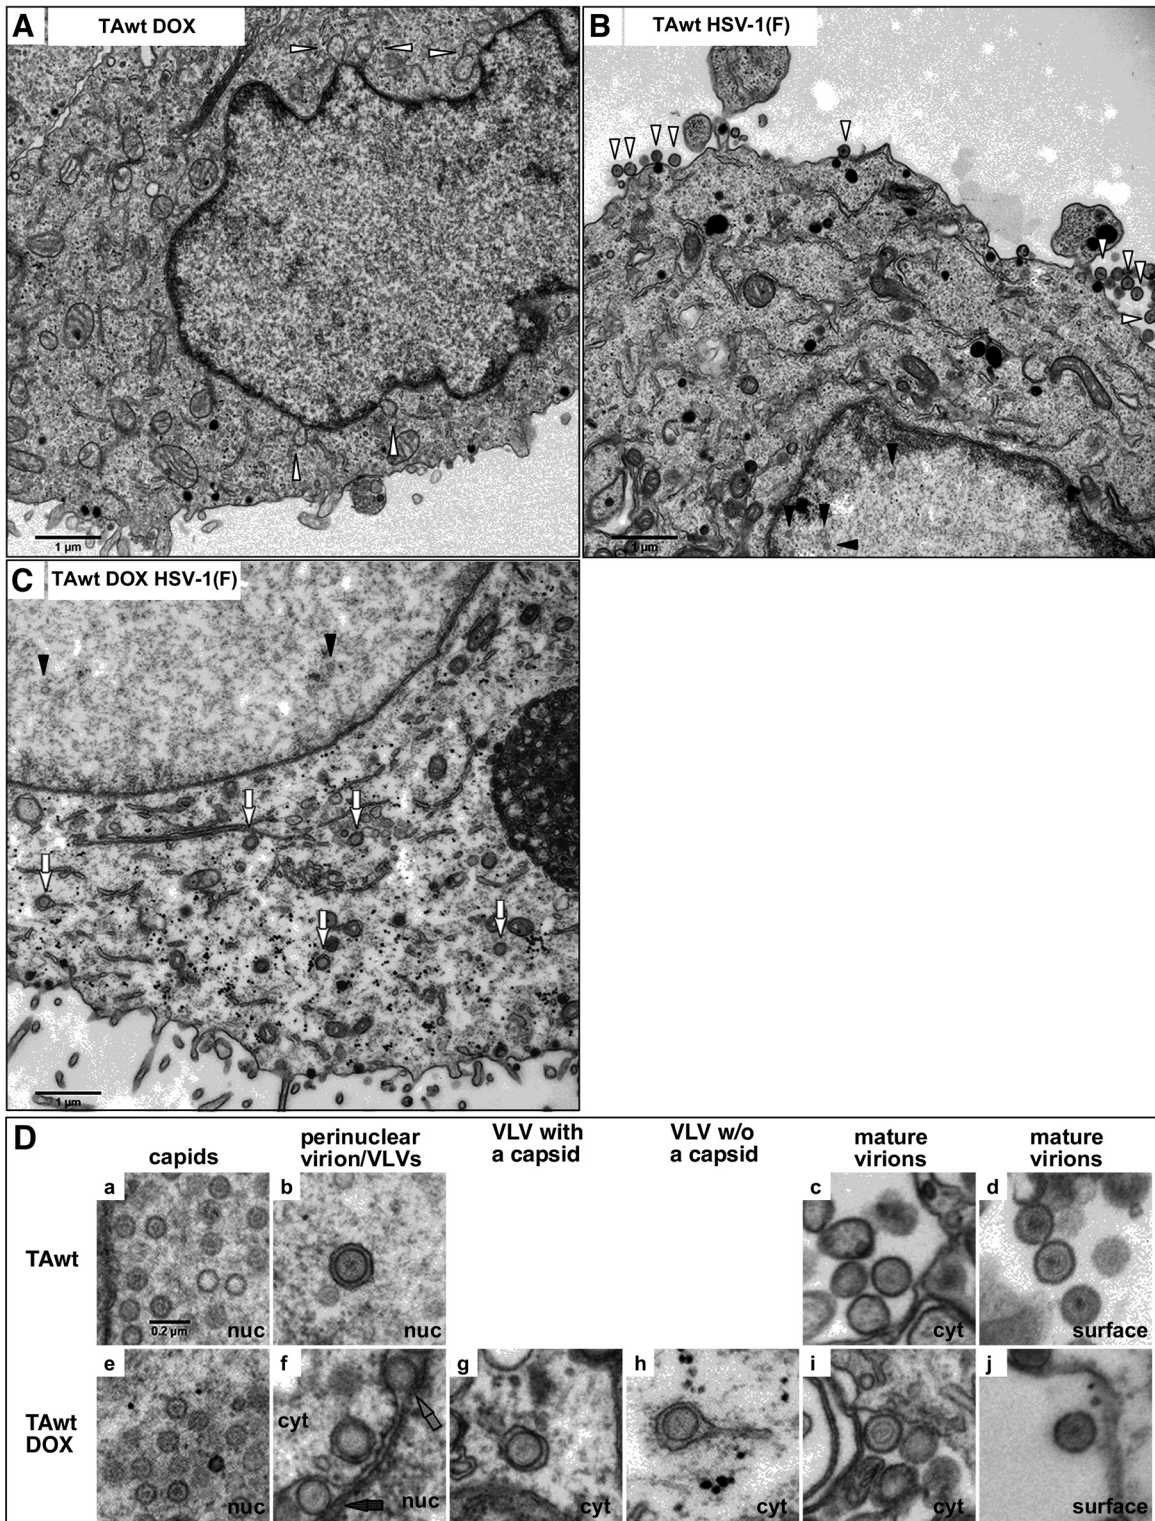 A TAwt DOX
B TAwt HSV-1(F)
1 µm
1 µm
C TAwt DOX HSV-1(F)
1 µm
D
capids
perinuclear
virion/VLVs
VLV with
a capsid
VLV w/o
a capsid
mature
virions
mature
virions
TAwt
a
0.2 µm
nuc
b
nuc
c
cyt
d
surface
TAwt
DOX
e
nuc
f
cyt
nuc
g
cyt
h
cyt
i
cyt
j
surface